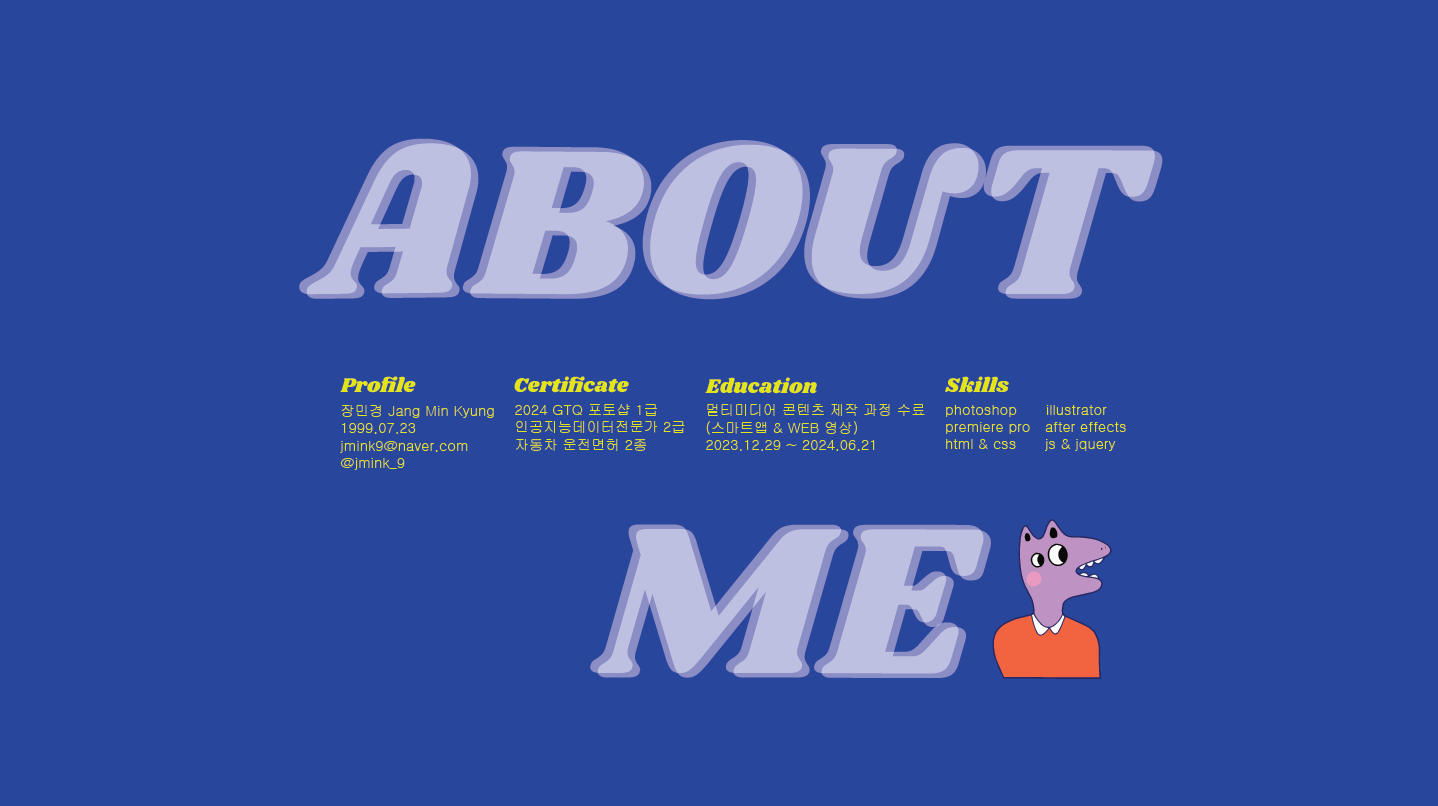 ABOUT
Profile
장민경 Jang Min Kyung
1999.07.23
jmink9@naver.com
@jmink_9
Certificate
2024 GTQ 포토샵 1급
인공지능데이터전문가 2급
자동차 운전면허 2종
Education
멀티미디어 콘텐츠 제작 과정 수료
(스마트앱 & WEB 영상)
2023.12.29 ~ 2024.06.21
Skills
photoshop illustrator
premiere pro after effects
html & css js & jquery
ME